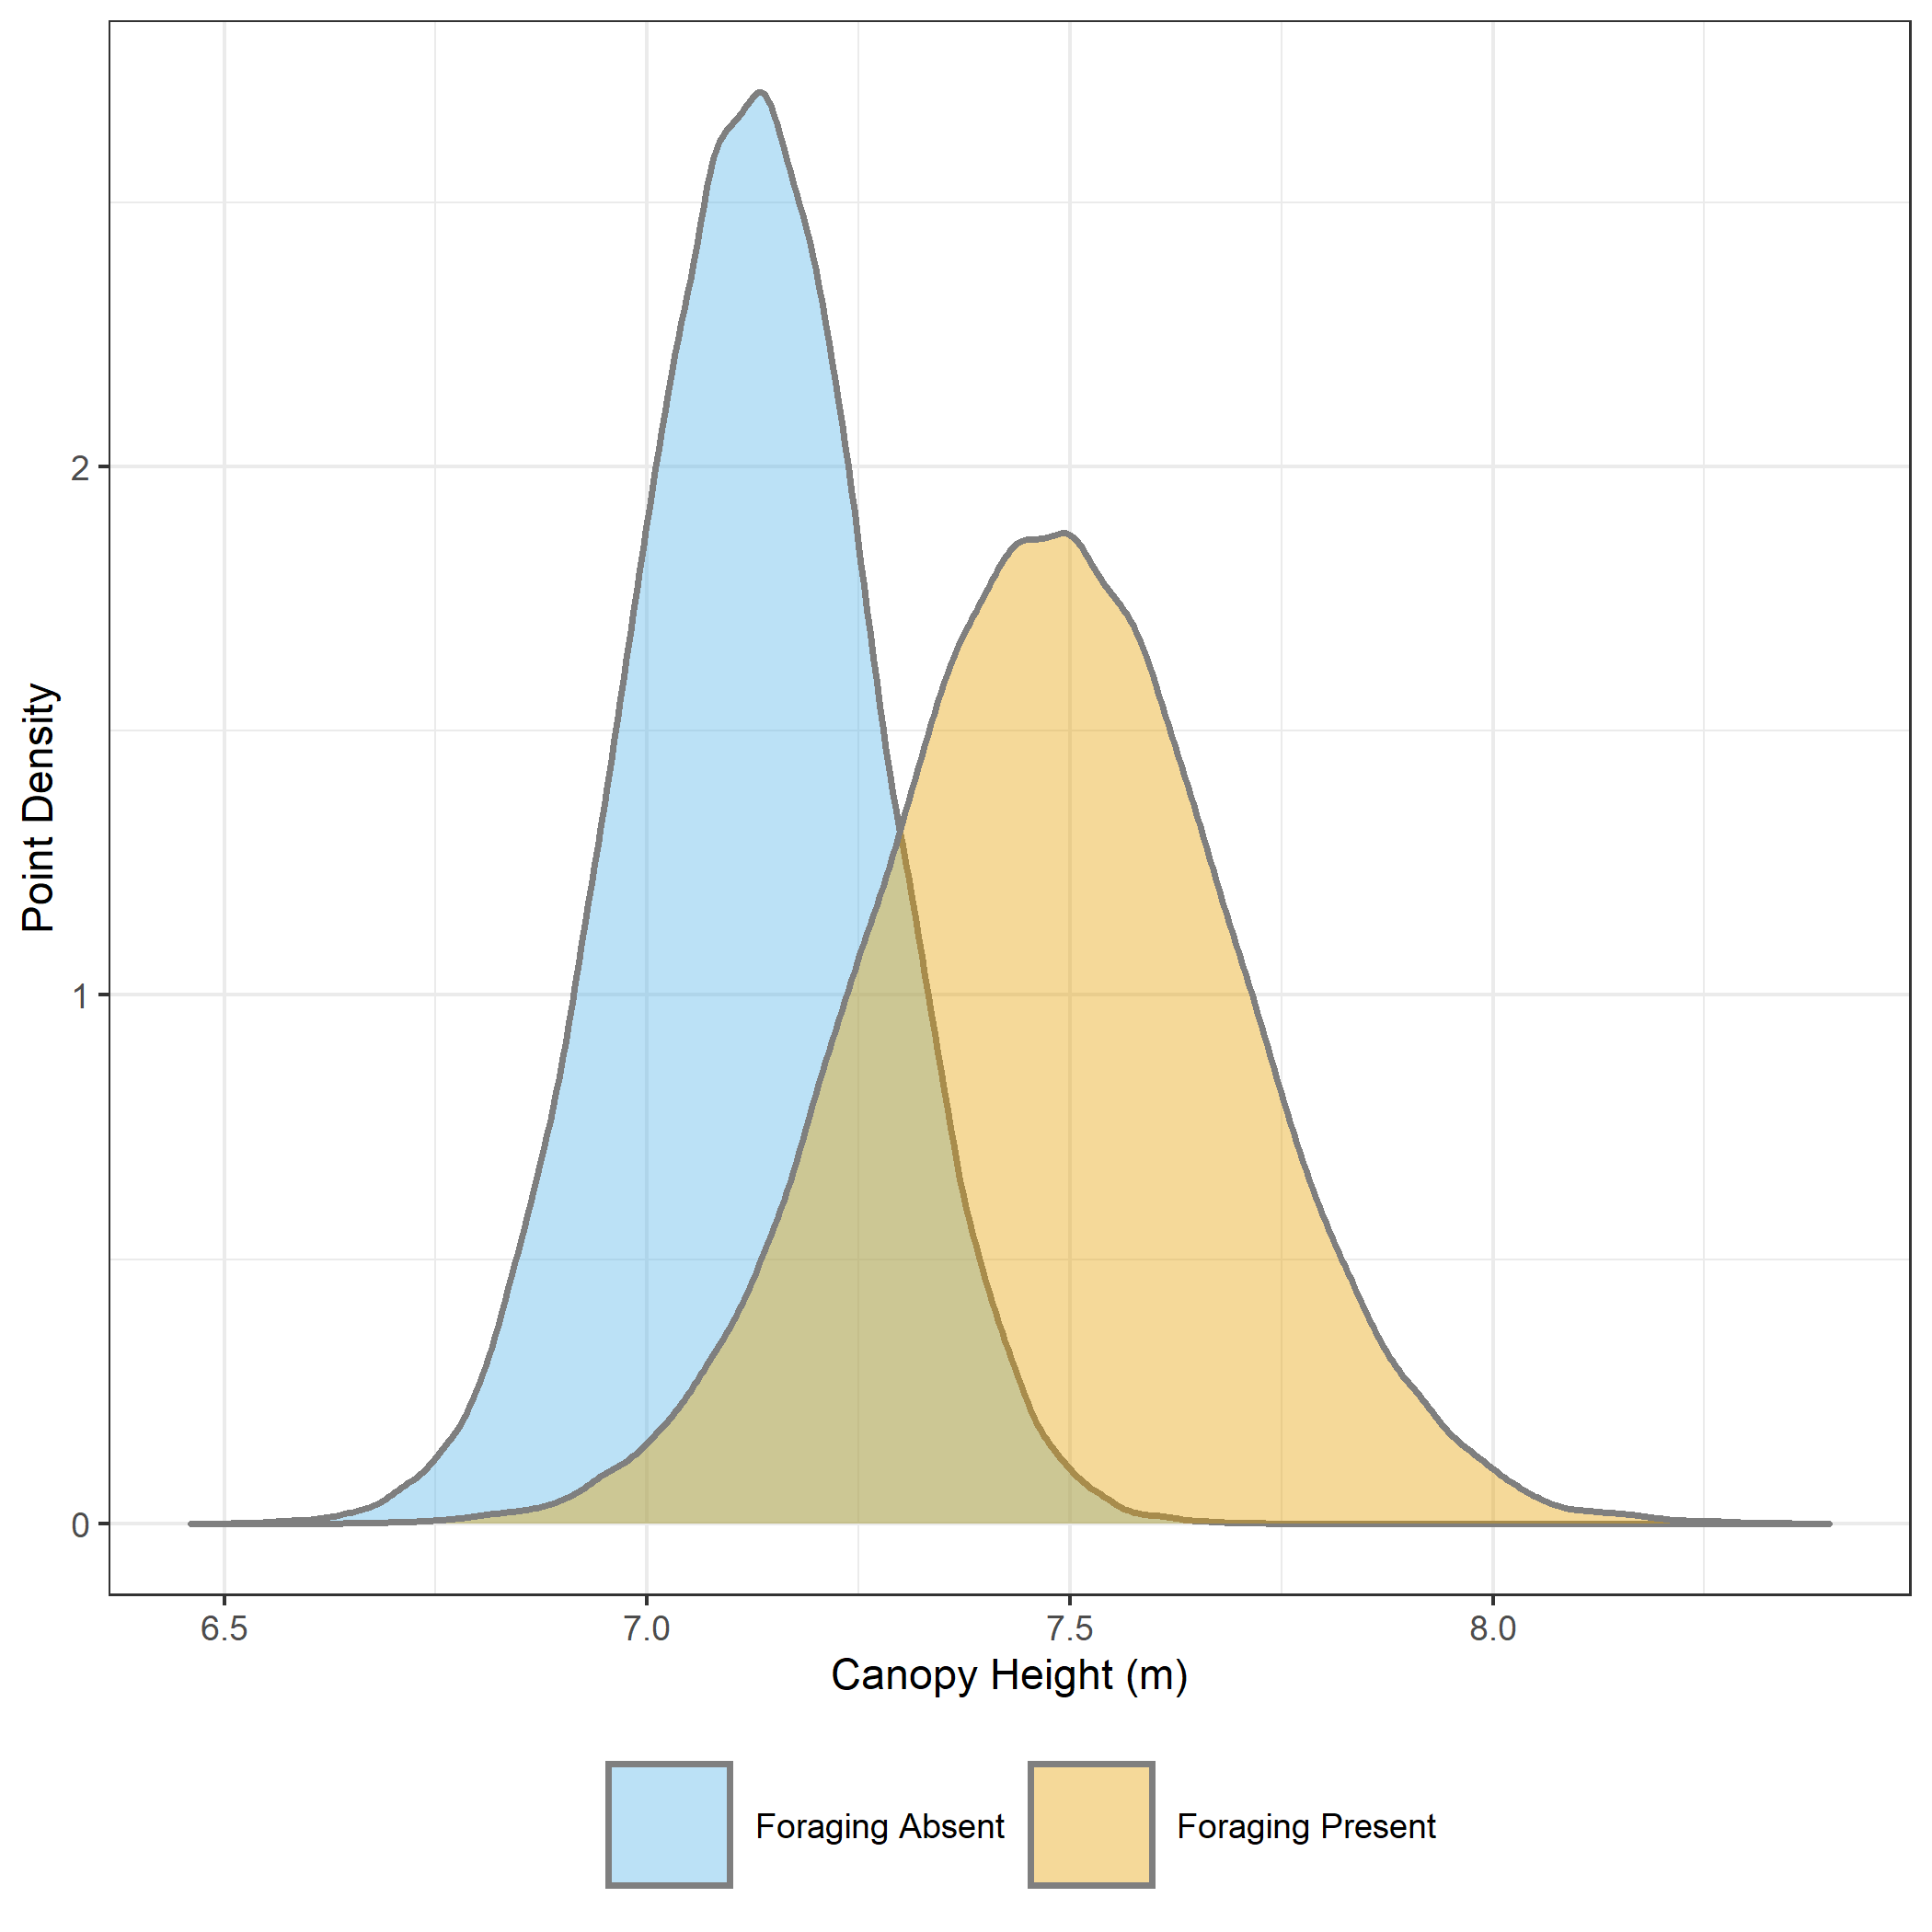 Point Density
2
1
0
6.5 7.0 7.5 8.0
Canopy Height (m)
Foraging Absent Foraging Present